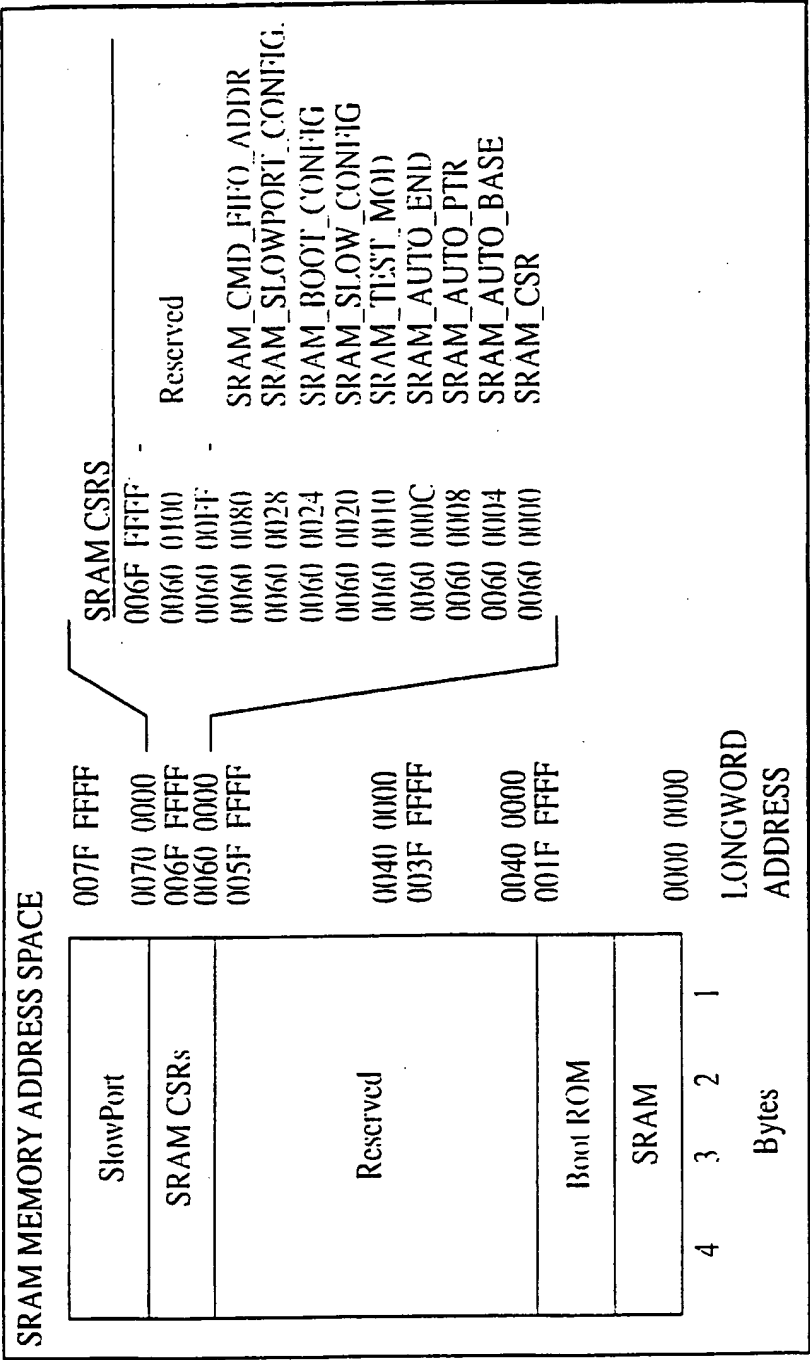 SRAM MEMORY ADDRESS SPACE
SlowPort
SRAM CSRs
Reserved
Boot ROM
SRAM
4 3 2 1
Bytes
007F FFFF
0070 0000
006F FFFF
0060 0000
005F FFFF
0040 0000
003F FFFF
0040 0000
001F FFFF
0000 0000
LONGWORD
ADDRESS
SRAM CSRS
006F FFFF -
0060 0100 Reserved
0060 00FF -
0060 0080 SRAM_CMD_FIFO_ADDR
0060 0028 SRAM_SLOWPORT_CONFIG.
0060 0024 SRAM_BOOT_CONFIG
0060 0020 SRAM_SLOW_CONFIG
0060 0010 SRAM_TEST_MOD
0060 000C SRAM_AUTO_END
0060 0008 SRAM_AUTO_PTR
0060 0004 SRAM_AUTO_BASE
0060 0000 SRAM_CSR